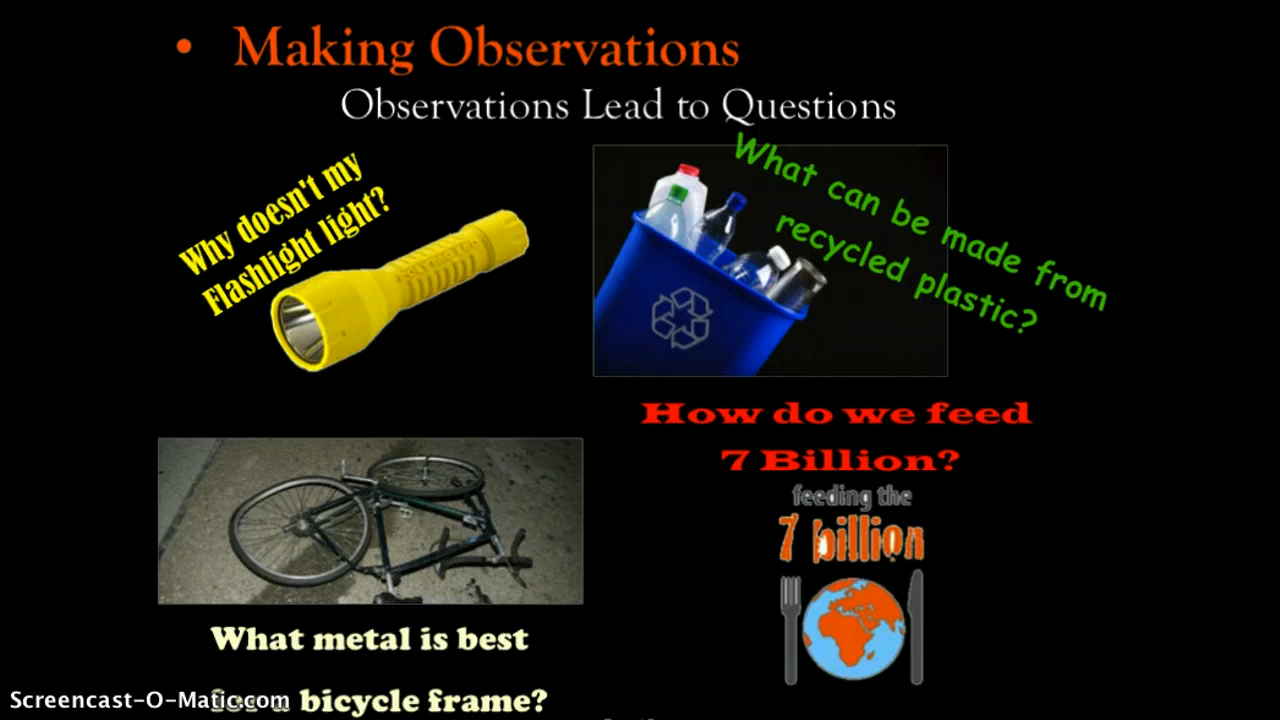 • Making Observations
Observations Lead to Questions
Why doesn't my
Flashlight light?
What can be made from
recycled plastic?
How do we feed
7 Billion?
feeding the
7 billion
What metal is best
for a bicycle frame?
Screencast-O-Matic.com